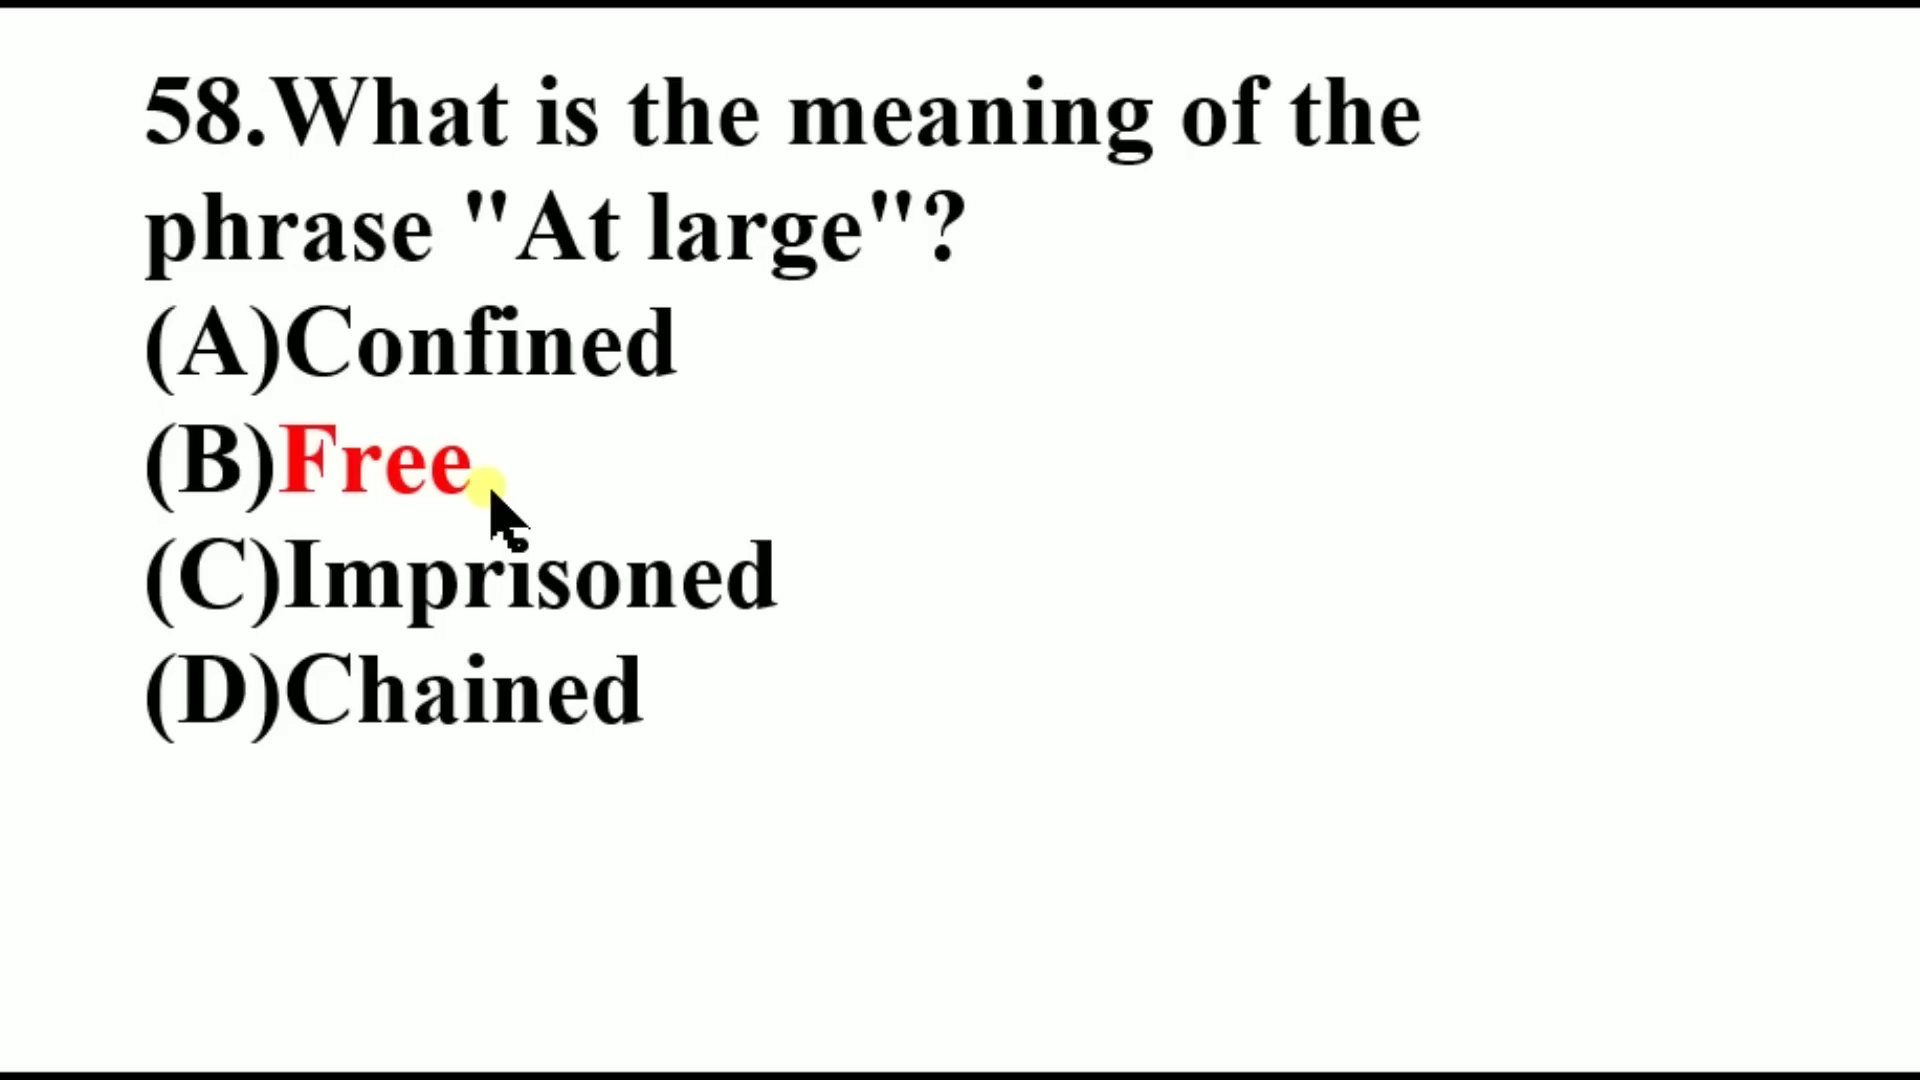 58.What is the meaning of the
phrase "At large"?
(A)Confined
(B)Free
(C)Imprisoned
(D)Chained